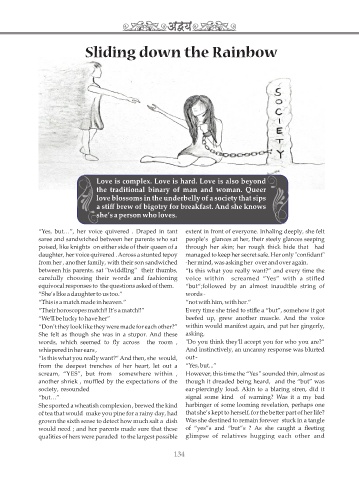 अद्वय
Sliding down the Rainbow
S
O
C
I
E
T
Y
Love is complex. Love is hard. Love is also beyond
the traditional binary of man and woman. Queer
love blossoms in the underbelly of a society that sips
a stiff brew of bigotry for breakfast. And she knows
she's a person who loves.
"Yes, but…", her voice quivered . Draped in tant
saree and sandwiched between her parents who sat
poised, like knights on either side of their queen of a
daughter, her voice quivered . Across a stunted tepoy
from her , another family, with their son sandwiched
between his parents, sat "twiddling" their thumbs,
carefully choosing their words and fashioning
equivocal responses to the questions asked of them.
"She's like a daughter to us too."
"This is a match made in heaven."
"Their horoscopes match! It's a match!!"
"We'll be lucky to have her"
"Don't they look like they were made for each other?"
She felt as though she was in a stupor. And these
words, which seemed to fly across the room ,
whispered in her ears ,
"Is this what you really want?" And then, she would,
from the deepest trenches of her heart, let out a
scream, "YES", but from somewhere within ,
another shriek , muffled by the expectations of the
society, resounded
"but…"
She sported a wheatish complexion , brewed the kind
of tea that would make you pine for a rainy day, had
grown the sixth sense to detect how much salt a dish
would need ; and her parents made sure that these
qualities of hers were paraded to the largest possible
extent in front of everyone. Inhaling deeply, she felt
people's glances at her, their steely glances seeping
through her skin; her rough thick hide that had
managed to keep her secret safe. Her only "confidant"
-her mind, was asking her over and over again.
"Is this what you really want?" and every time the
voice within screamed "Yes" with a stifled
"but";followed by an almost inaudible string of
words -
"not with him, with her."
Every time she tried to stifle a "but", somehow it got
beefed up, grew another muscle. And the voice
within would manifest again, and pat her gingerly,
asking,
"Do you think they'll accept you for who you are?"
And instinctively, an uncanny response was blurted
out-
"Yes, but..."
However, this time the "Yes" sounded thin, almost as
though it dreaded being heard, and the "but" was
ear-piercingly loud. Akin to a blaring siren, did it
signal some kind of warning? Was it a my bad
harbinger of some looming revelation, perhaps one
that she's kept to herself, for the better part of her life?
Was she destined to remain forever stuck in a tangle
of "yes"s and "but"s ? As she caught a fleeting
glimpse of relatives hugging each other and
134